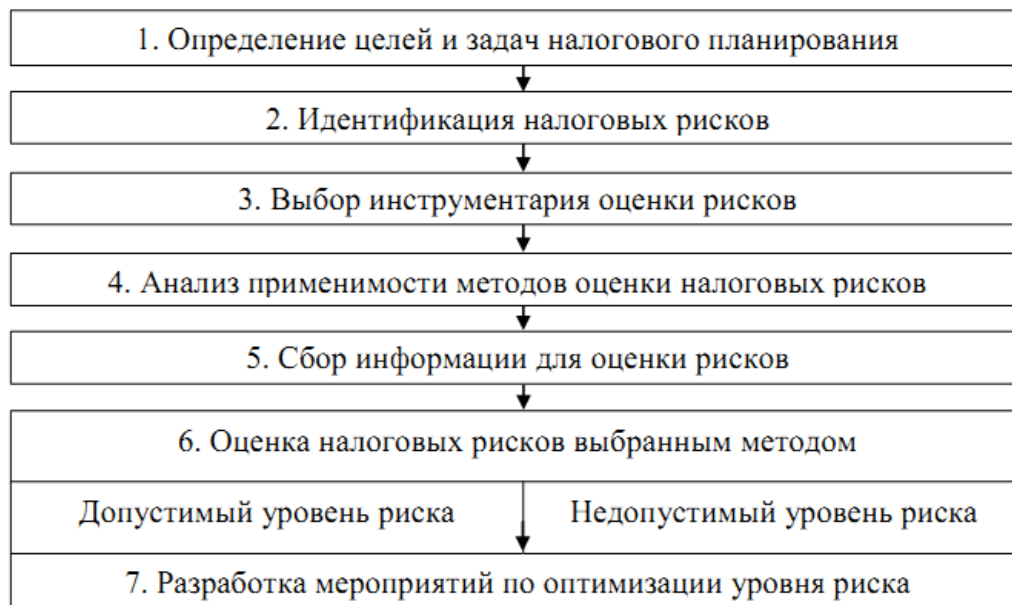 1. Определение целей и задач налогового планирования
2. Идентификация налоговых рисков
3. Выбор инструментария оценки рисков
4. Анализ применимости методов оценки налоговых рисков
5. Сбор информации для оценки рисков
6. Оценка налоговых рисков выбранным методом
Допустимый уровень риска
Недопустимый уровень риска
7. Разработка мероприятий по оптимизации уровня риска